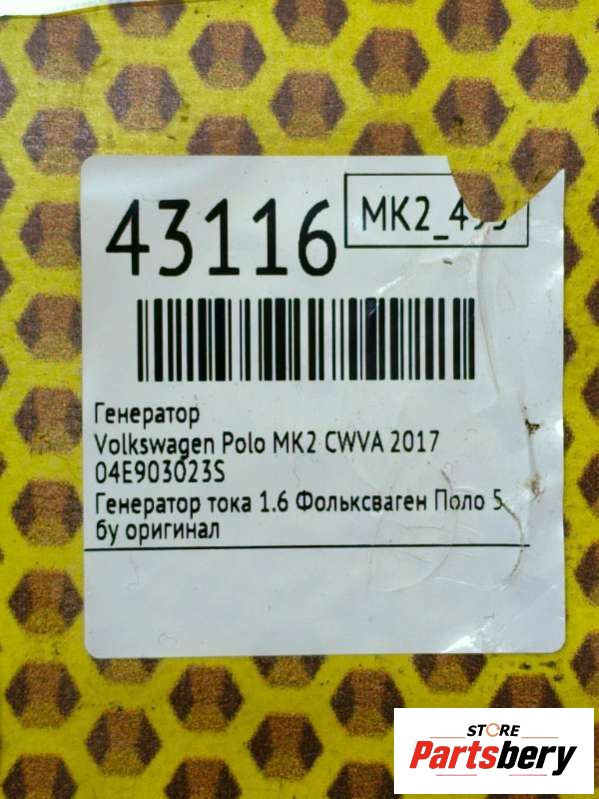 43116
Генератор
Volkswagen Polo MK2 CWVA 2017
04E903023S
Генератор тока 1.6 Фольксваген Поло 5
бу оригинал
STORE
Partsbery